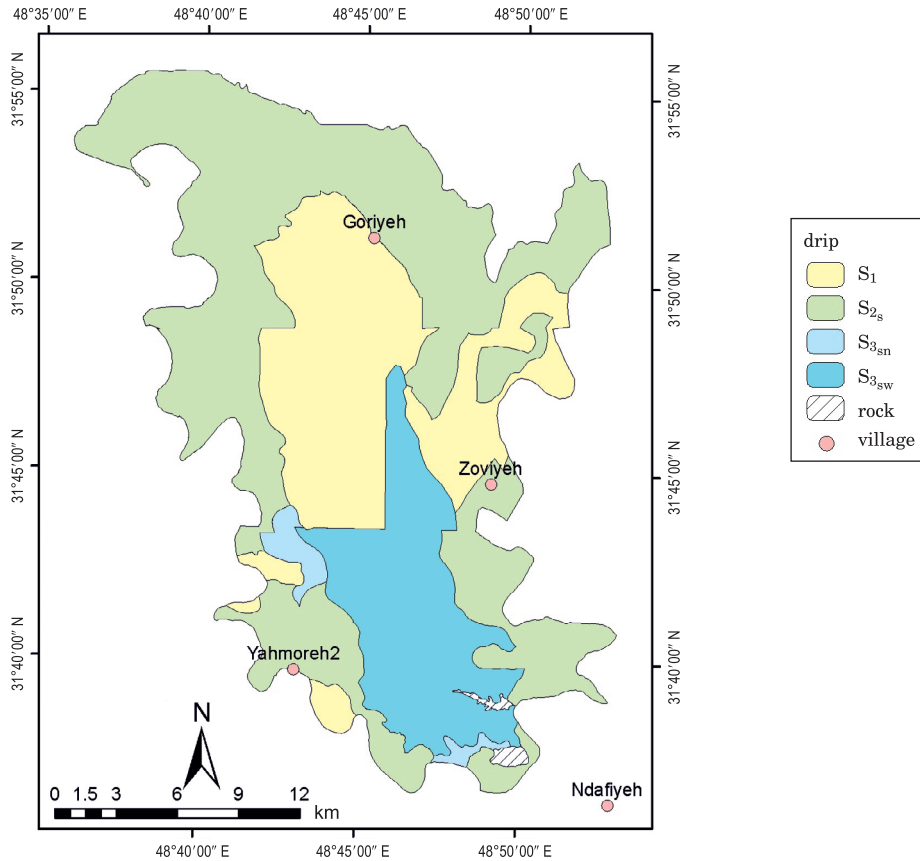 48°35′00″ E 48°40′00″ E 48°45′00″ E 48°50′00″ E
31°55′00″ N
31°50′00″ N
31°45′00″ N
31°40′00″ N
Goriyeh
Zoviyeh
Yahmoreh2
Ndafiyeh
N
0 1.5 3 6 9 12
km
31°55′00″ N
31°50′00″ N
31°45′00″ N
31°40′00″ N
48°40′00″ E 48°45′00″ E 48°50′00″ E
drip
S1
S2s
S3sn
S3sw
rock
village